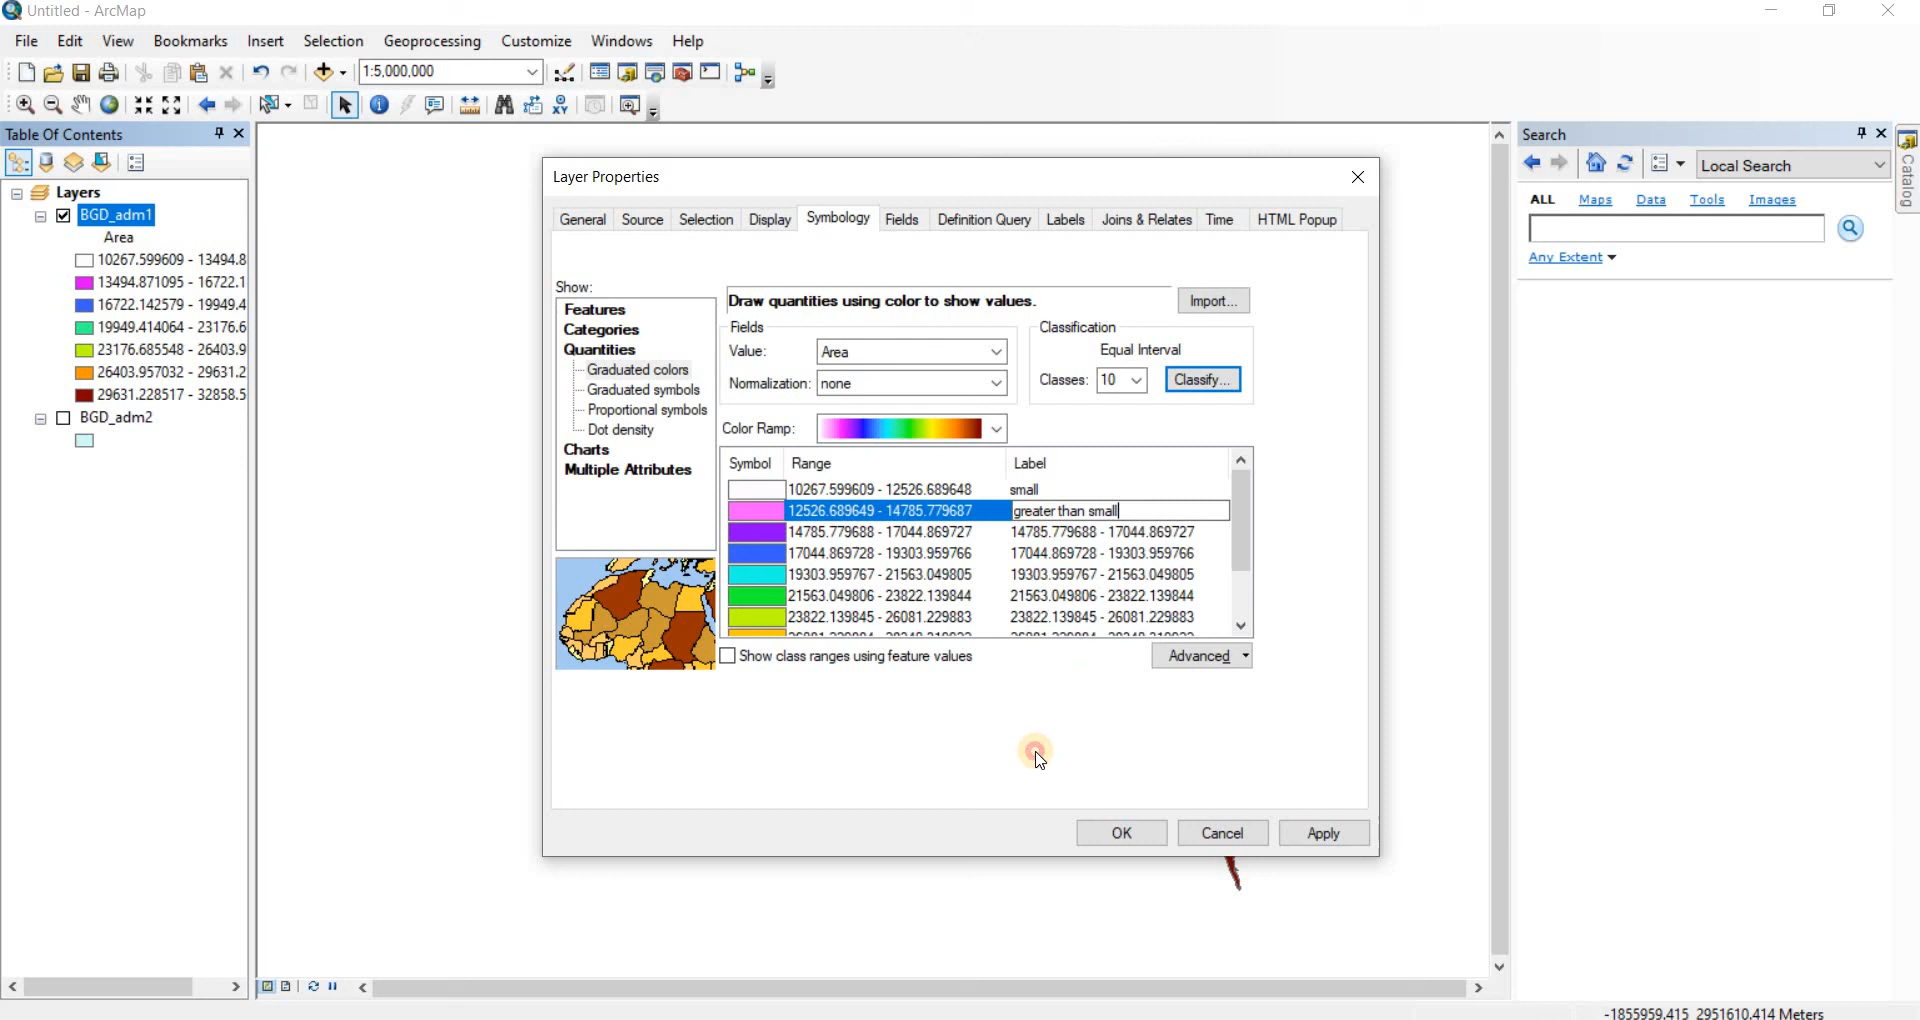 Untitled - ArcMap
File Edit View Bookmarks Insert Selection Geoprocessing Customize Windows Help
1:5,000,000
Table Of Contents
Layers
BGD_adm1
Area
10267.599609 - 13494.8
13494.871095 - 16722.1
16722.142579 - 19949.4
19949.414064 - 23176.6
23176.685548 - 26403.9
26403.957032 - 29631.2
29631.228517 - 32858.5
BGD_adm2
Layer Properties
General Source Selection Display Symbology Fields Definition Query Labels Joins & Relates Time HTML Popup
Show:
Features
Categories
Quantities
Graduated colors
Graduated symbols
Proportional symbols
Dot density
Charts
Multiple Attributes
Draw quantities using color to show values.
Import...
Fields
Value: Area
Normalization: none
Classification
Equal Interval
Classes: 10 Classify...
Color Ramp:
Symbol Range Label
10267.599609 - 12526.689648 small
12526.689649 - 14785.779687 greater than small
14785.779688 - 17044.869727 14785.779688 - 17044.869727
17044.869728 - 19303.959766 17044.869728 - 19303.959766
19303.959767 - 21563.049805 19303.959767 - 21563.049805
21563.049806 - 23822.139844 21563.049806 - 23822.139844
23822.139845 - 26081.229883 23822.139845 - 26081.229883
Show class ranges using feature values
Advanced
OK Cancel Apply
Search
Local Search
ALL Maps Data Tools Images
Any Extent
Catalog
-1855959.415 2951610.414 Meters